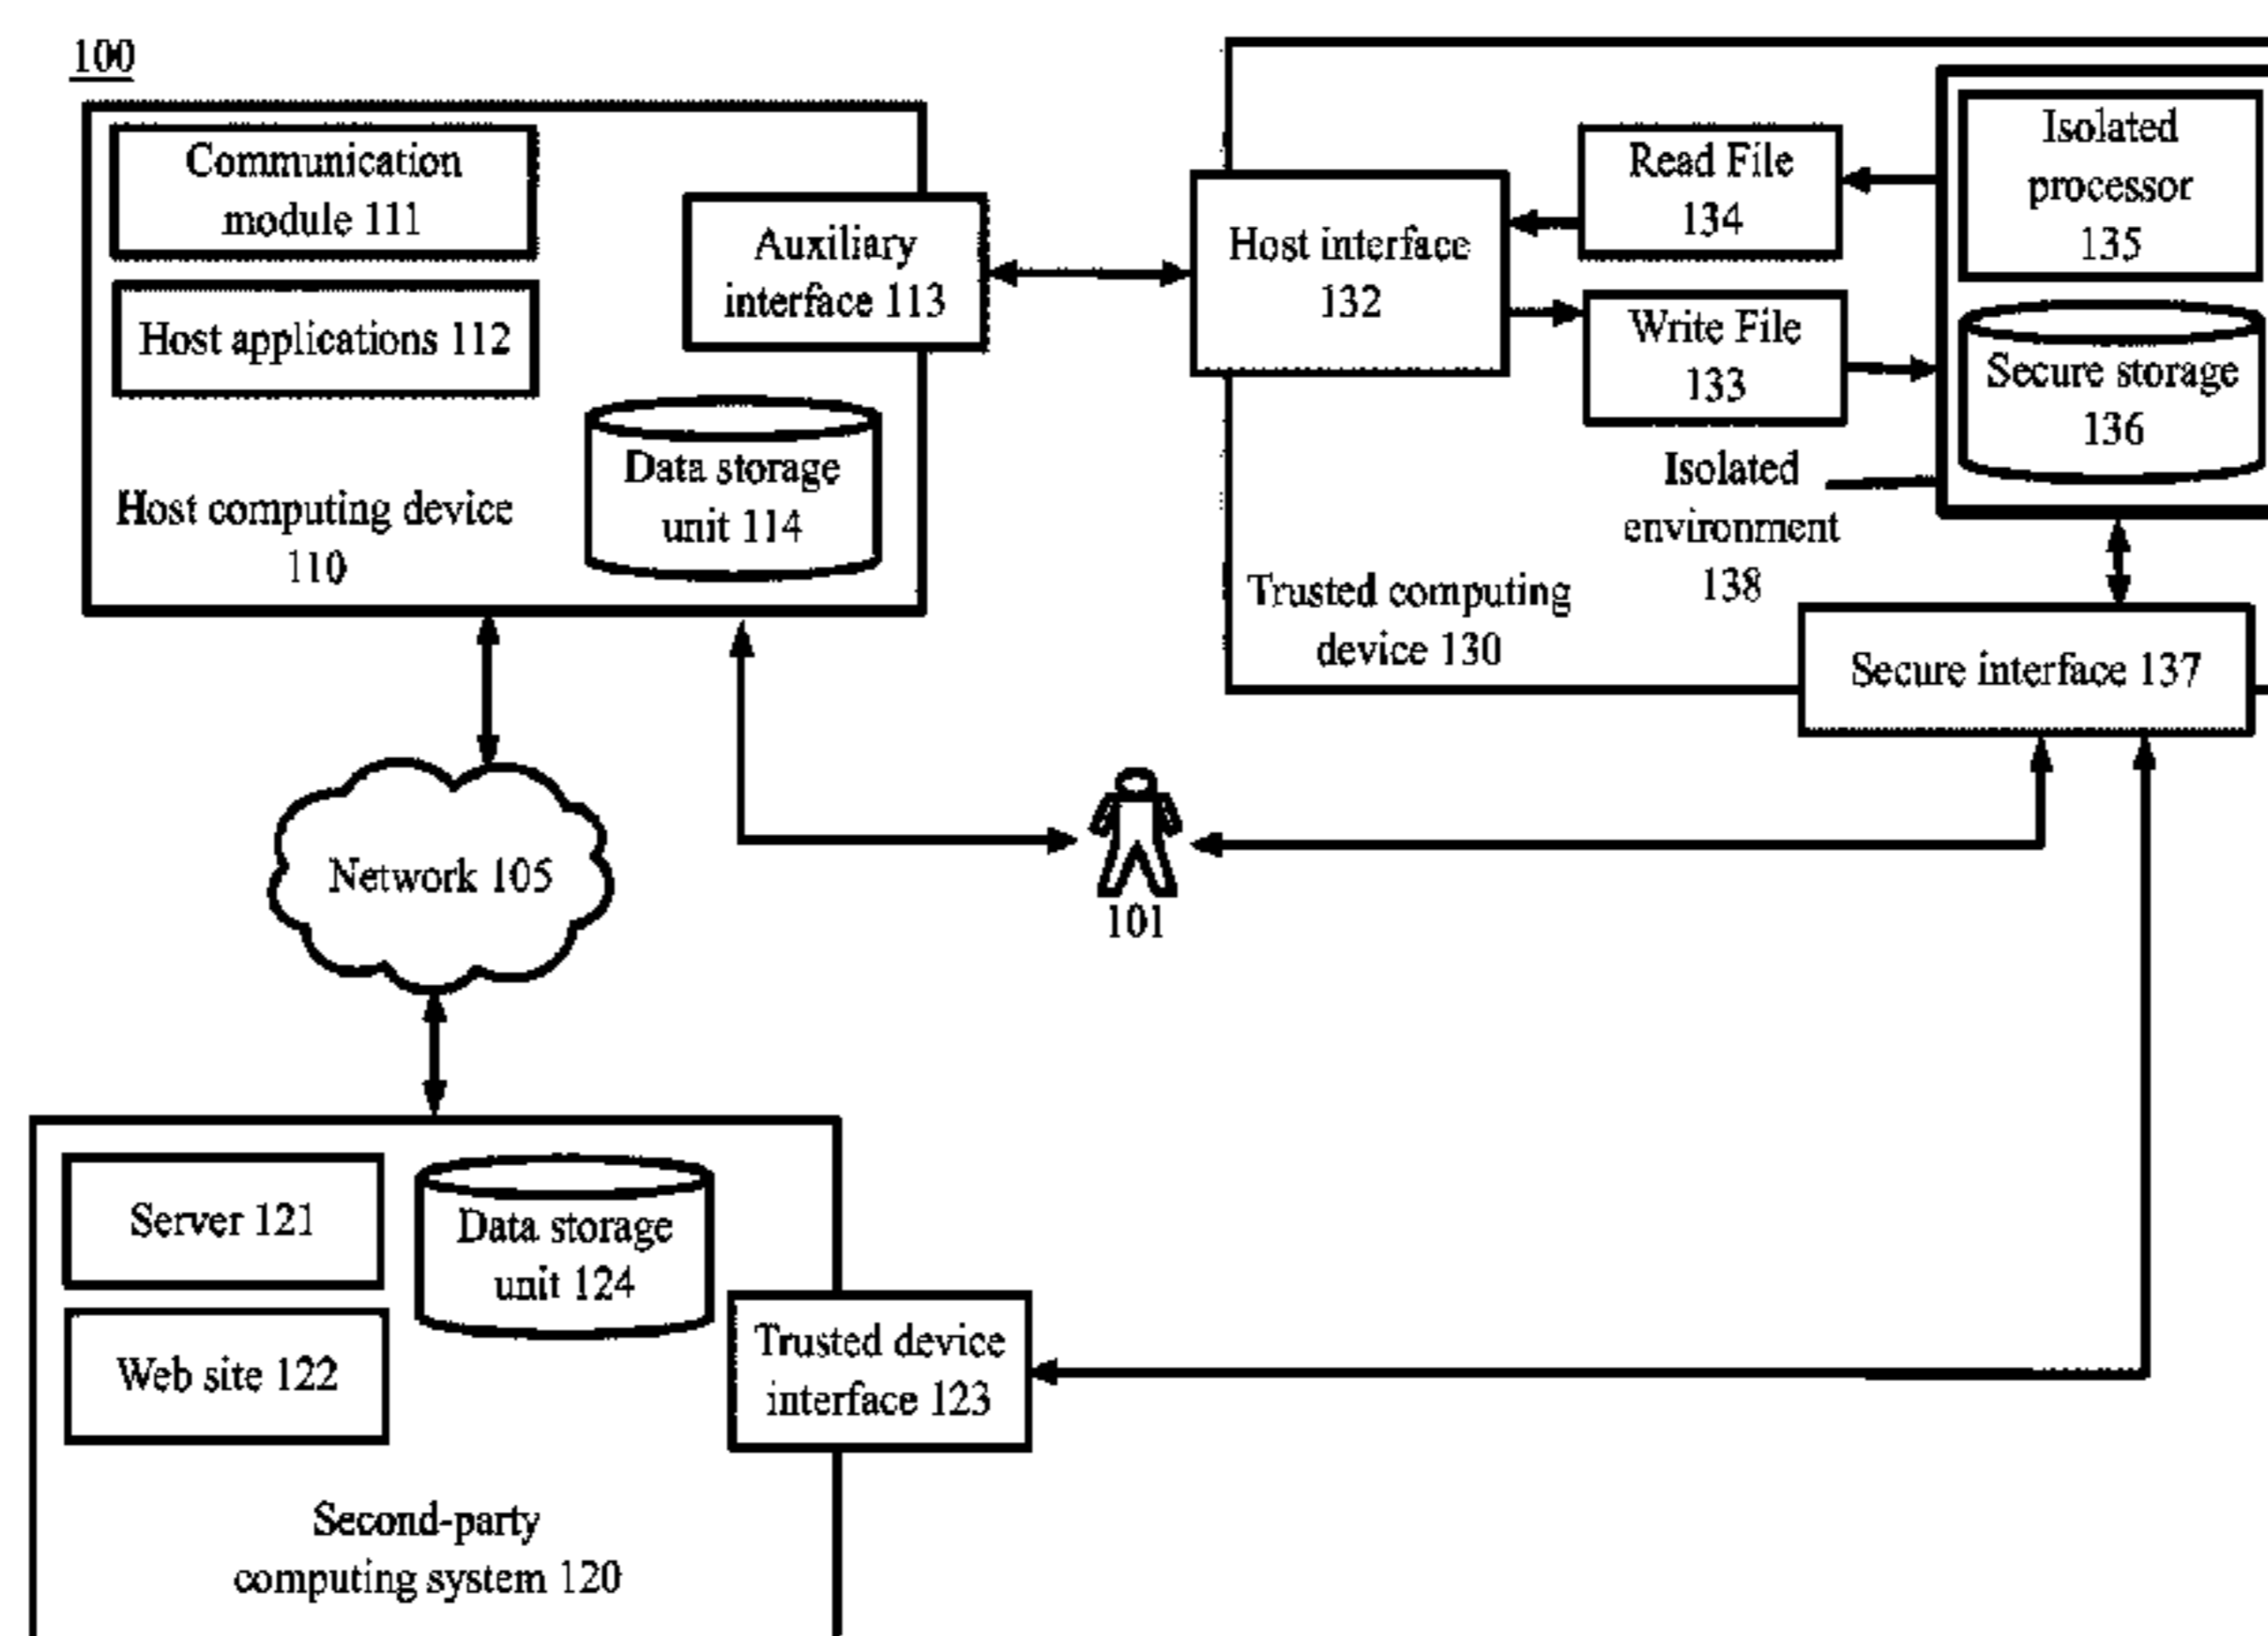 100
Communication
module 111
Host applications 112
Auxiliary
interface 113
Data storage
unit 114
Host computing device
110
Host interface
132
Read File
134
Write File
133
Isolated
processor
135
Secure storage
136
Isolated
environment
138
Trusted computing
device 130
Secure interface 137
Network 105
101
Server 121
Data storage
unit 124
Web site 122
Trusted device
interface 123
Second-party
computing system 120